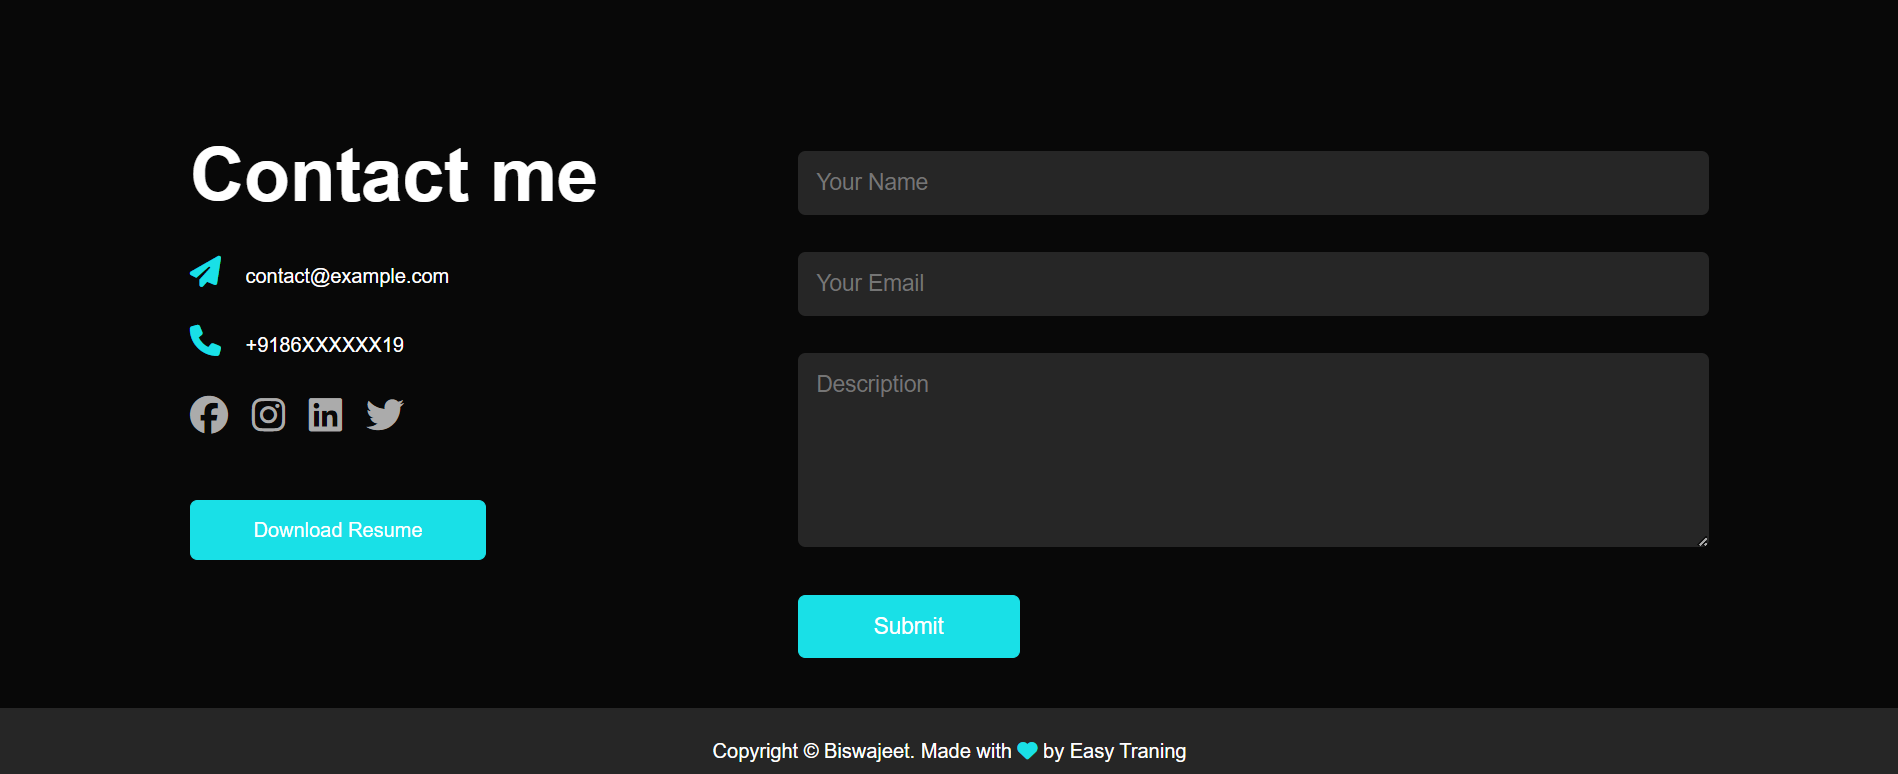 Contact me
contact@example.com
+9186XXXXXX19
Download Resume
Your Name
Your Email
Description
Submit
Copyright © Biswajeet. Made with by Easy Traning